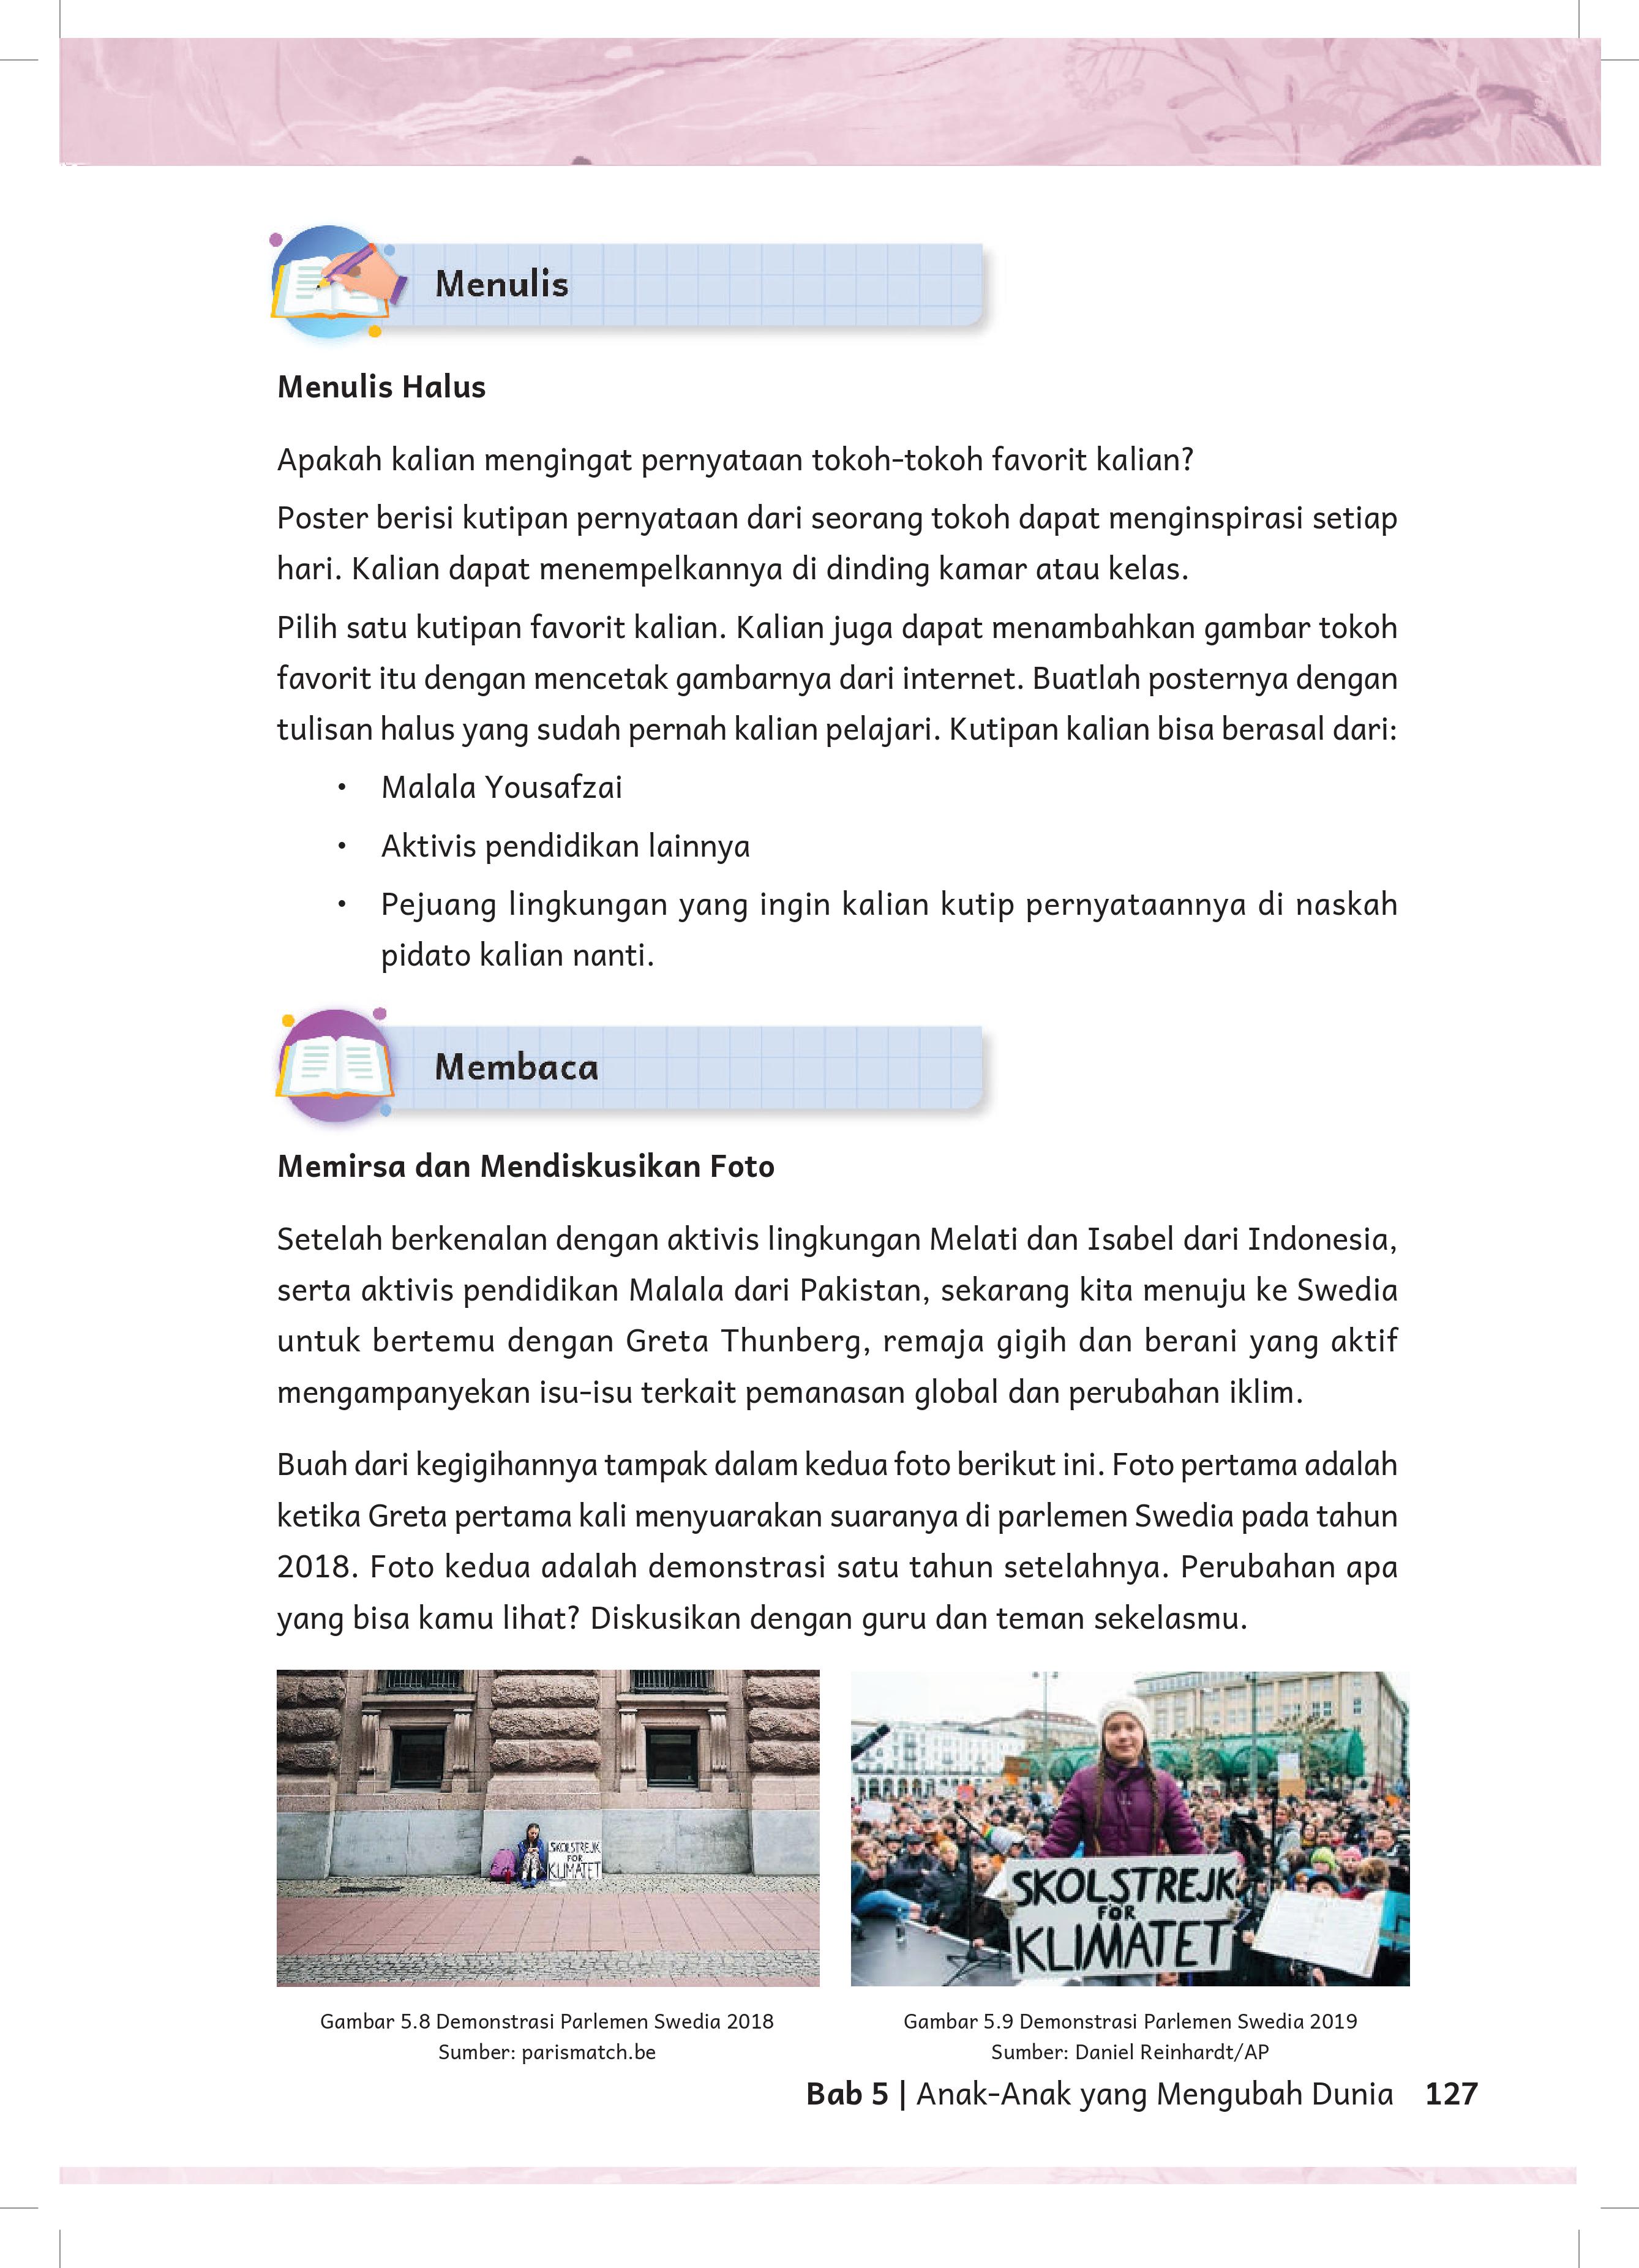 Menulis
Menulis Halus
Apakah kalian mengingat pernyataan tokoh-tokoh favorit kalian?
Poster berisi kutipan pernyataan dari seorang tokoh dapat menginspirasi setiap
hari. Kalian dapat menempelkannya di dinding kamar atau kelas.
Pilih satu kutipan favorit kalian. Kalian juga dapat menambahkan gambar tokoh
favorit itu dengan mencetak gambarnya dari internet. Buatlah posternya dengan
tulisan halus yang sudah pernah kalian pelajari. Kutipan kalian bisa berasal dari:
• Malala Yousafzai
• Aktivis pendidikan lainnya
• Pejuang lingkungan yang ingin kalian kutip pernyataannya di naskah
pidato kalian nanti.
Membaca
Memirsa dan Mendiskusikan Foto
Setelah berkenalan dengan aktivis lingkungan Melati dan Isabel dari Indonesia,
serta aktivis pendidikan Malala dari Pakistan, sekarang kita menuju ke Swedia
untuk bertemu dengan Greta Thunberg, remaja gigih dan berani yang aktif
mengampanyekan isu-isu terkait pemanasan global dan perubahan iklim.
Buah dari kegigihannya tampak dalam kedua foto berikut ini. Foto pertama adalah
ketika Greta pertama kali menyuarakan suaranya di parlemen Swedia pada tahun
2018. Foto kedua adalah demonstrasi satu tahun setelahnya. Perubahan apa
yang bisa kamu lihat? Diskusikan dengan guru dan teman sekelasmu.
SKOLSTREJK
FÖR
KLIMATET
SKOLSTREJK
FÖR
KLIMATET
Gambar 5.8 Demonstrasi Parlemen Swedia 2018
Sumber: parismatch.be
Gambar 5.9 Demonstrasi Parlemen Swedia 2019
Sumber: Daniel Reinhardt/AP
Bab 5 | Anak-Anak yang Mengubah Dunia 127